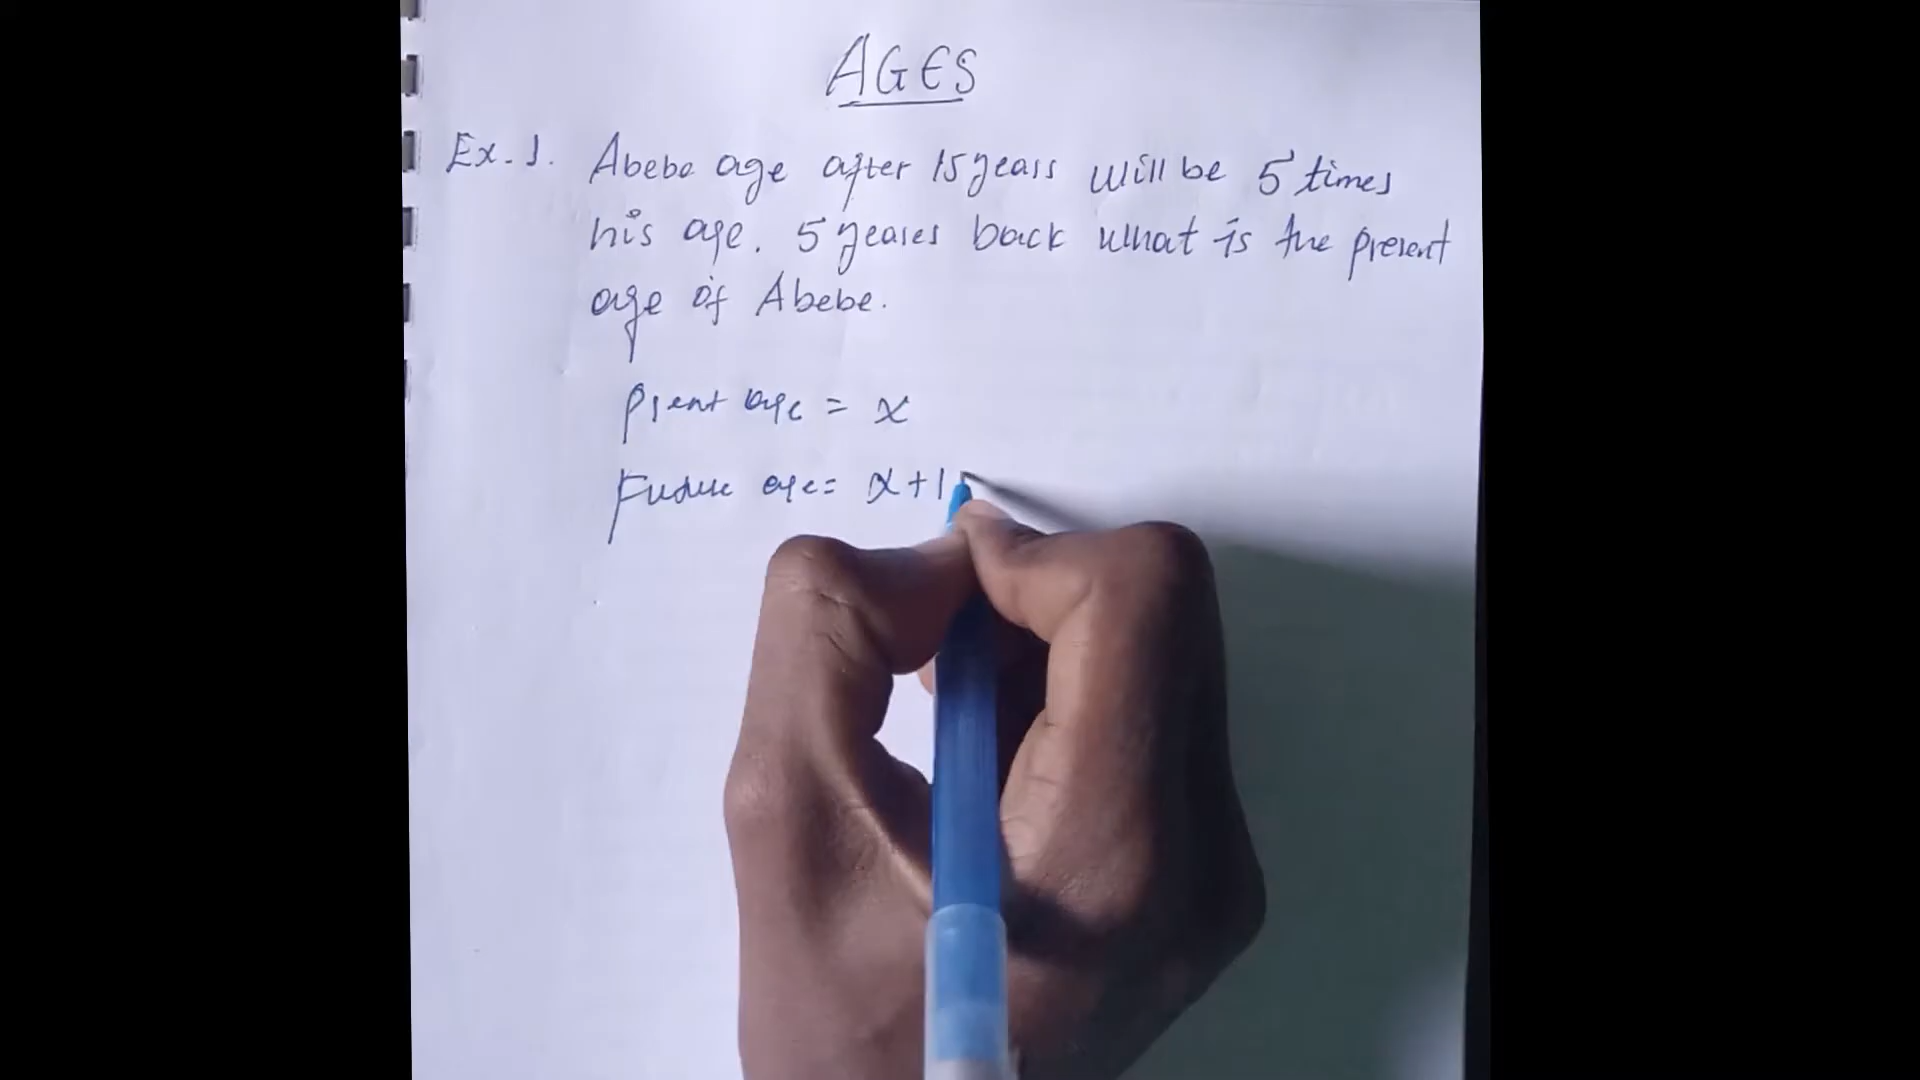 AGES
Ex. 1. Abebe age after 15 years will be 5 times
his age. 5 yeares back what is the present
age of Abebe.
Present age = x
Future age = x+1